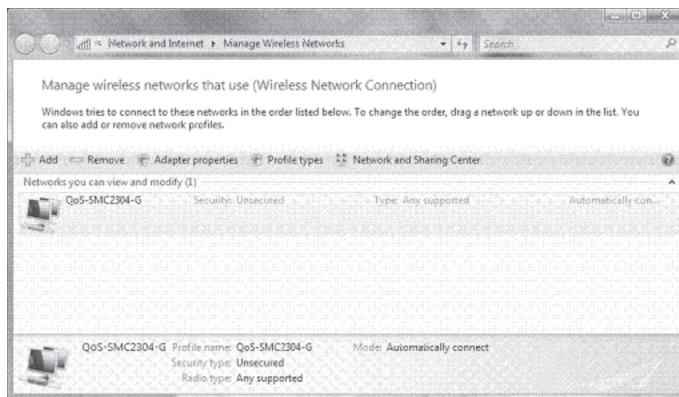 Network and Internet ▸ Manage Wireless Networks
Search
Manage wireless networks that use (Wireless Network Connection)
Windows tries to connect to these networks in the order listed below. To change the order, drag a network up or down in the list. You
can also add or remove network profiles.
Add Remove Adapter properties Profile types Network and Sharing Center
Networks you can view and modify (1)
QoS-SMC2304-G Security: Unsecured Type: Any supported Automatically con...
QoS-SMC2304-G Profile name: QoS-SMC2304-G Mode: Automatically connect
Security type: Unsecured
Radio type: Any supported